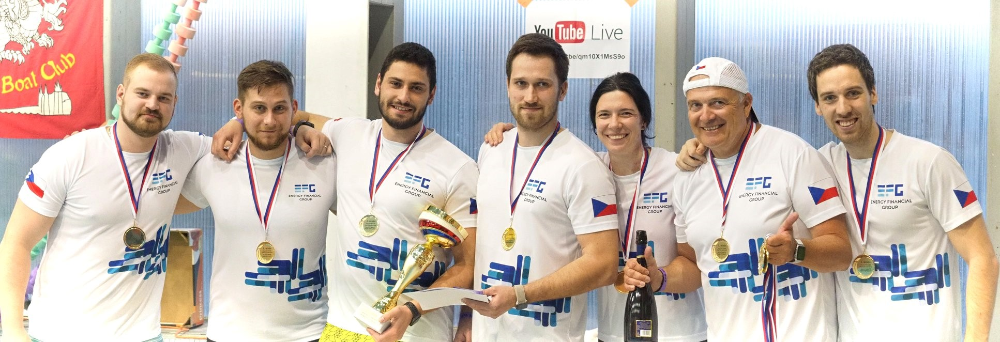 Boat Club
YouTube Live
be/qm10X1MsS9o
EFG
ENERGY FINANCIAL
GROUP
EFG
ENERGY FINANCIAL
GROUP
EFG
ENERGY FINANCIAL
GROUP
EFG
ENERGY FINANCIAL
GROUP
EFG
ENERGY FINANCIAL
GROUP
EFG
ENERGY FINANCIAL
GROUP
EFG
ENERGY FINANCIAL
GROUP
princess